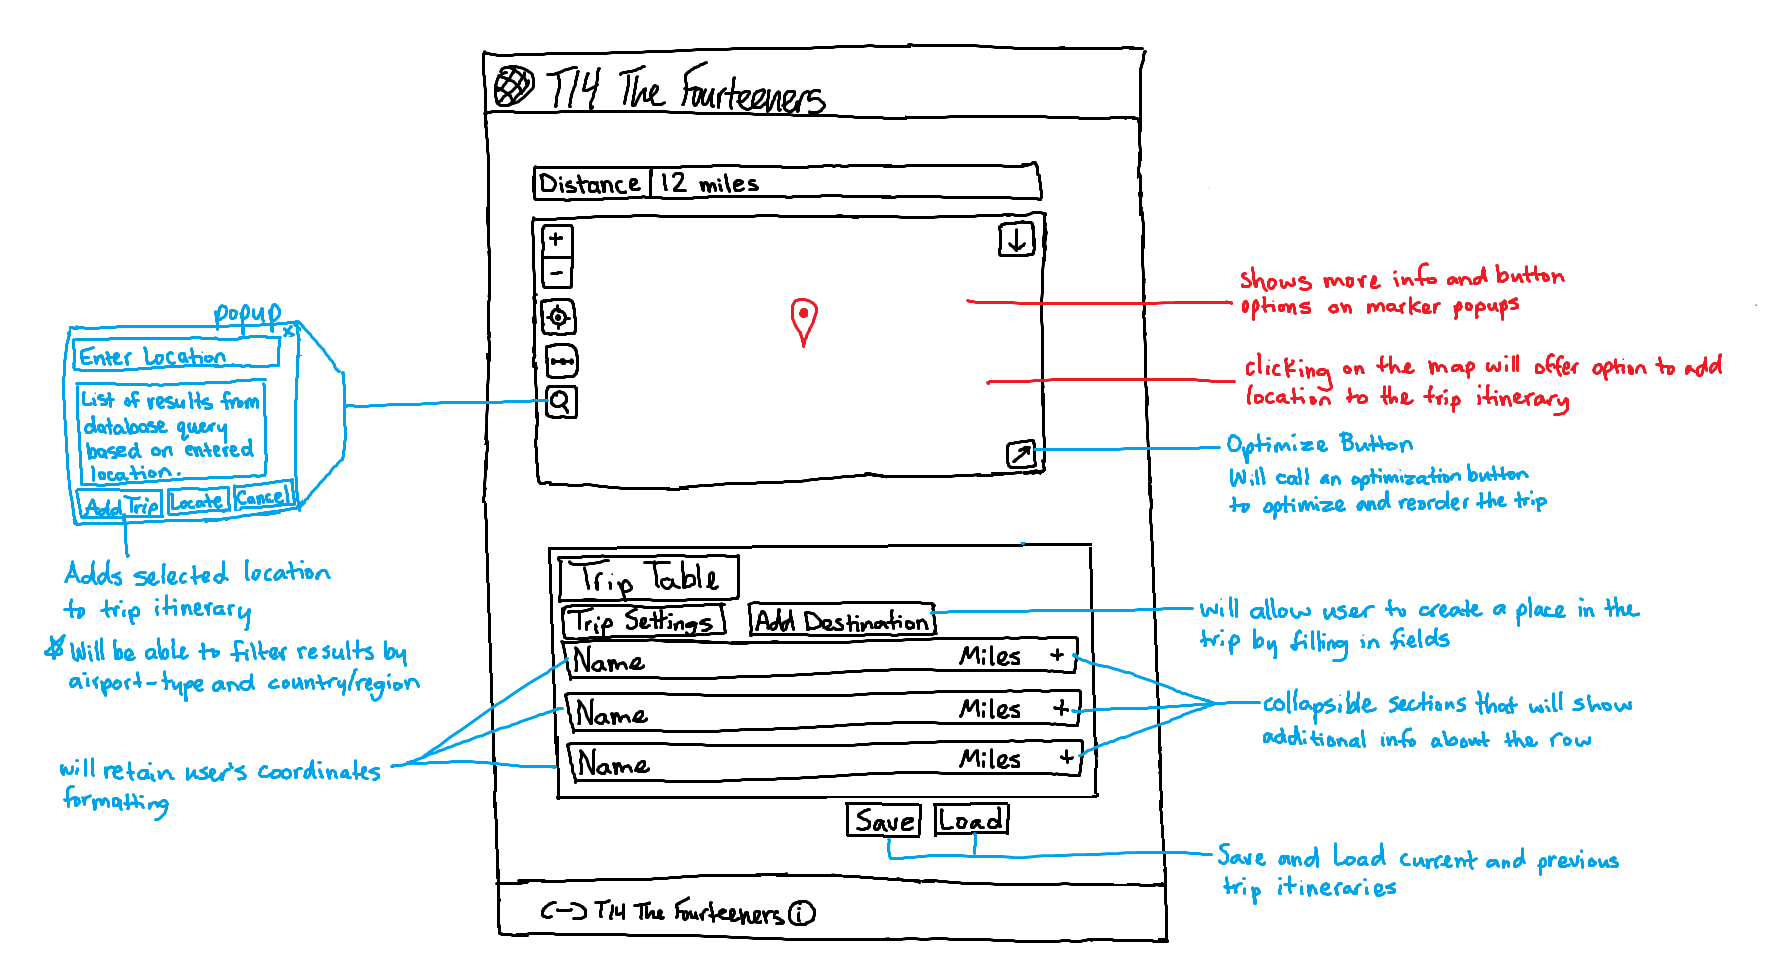 T14 The Fourteeners
Distance 12 miles
+
-
shows more info and button
options on marker popups
clicking on the map will offer option to add
location to the trip itinerary
Optimize Button
Will call an optimization button
to optimize and reorder the trip
popup
x
Enter Location
List of results from
database query
based on entered
location.
Add Trip Locate Cancel
Adds selected location
to trip itinerary
Will be able to filter results by
airport-type and country/region
will retain user's coordinates
formatting
Trip Table
Trip Settings Add Destination
Name Miles +
Name Miles +
Name Miles +
Save Load
will allow user to create a place in the
trip by filling in fields
collapsible sections that will show
additional info about the row
Save and Load current and previous
trip itineraries
T14 The Fourteeners i